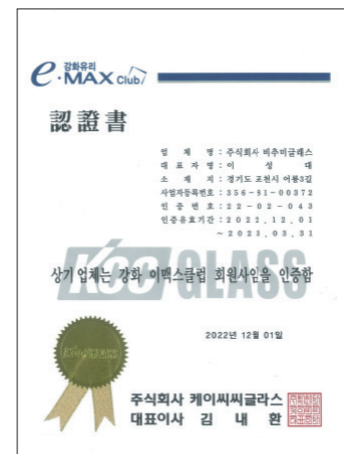 강화유리
e·MAX Club
認證書
업 체 명 : 주식회사 비추미글래스
대 표 자 명 : 이 성 대
소 재 지 : 경기도 포천시 어룡3길
사업자등록번호 : 356-81-00372
인 증 번 호 : 22-02-043
인증유효기간 : 2022.12.01
~ 2023.03.31
KCC GLASS
상기 업체는 강화 이맥스클럽 회원사임을 인증함
2022년 12월 01일
주식회사 케이씨씨글라스
대표이사 김 내 환